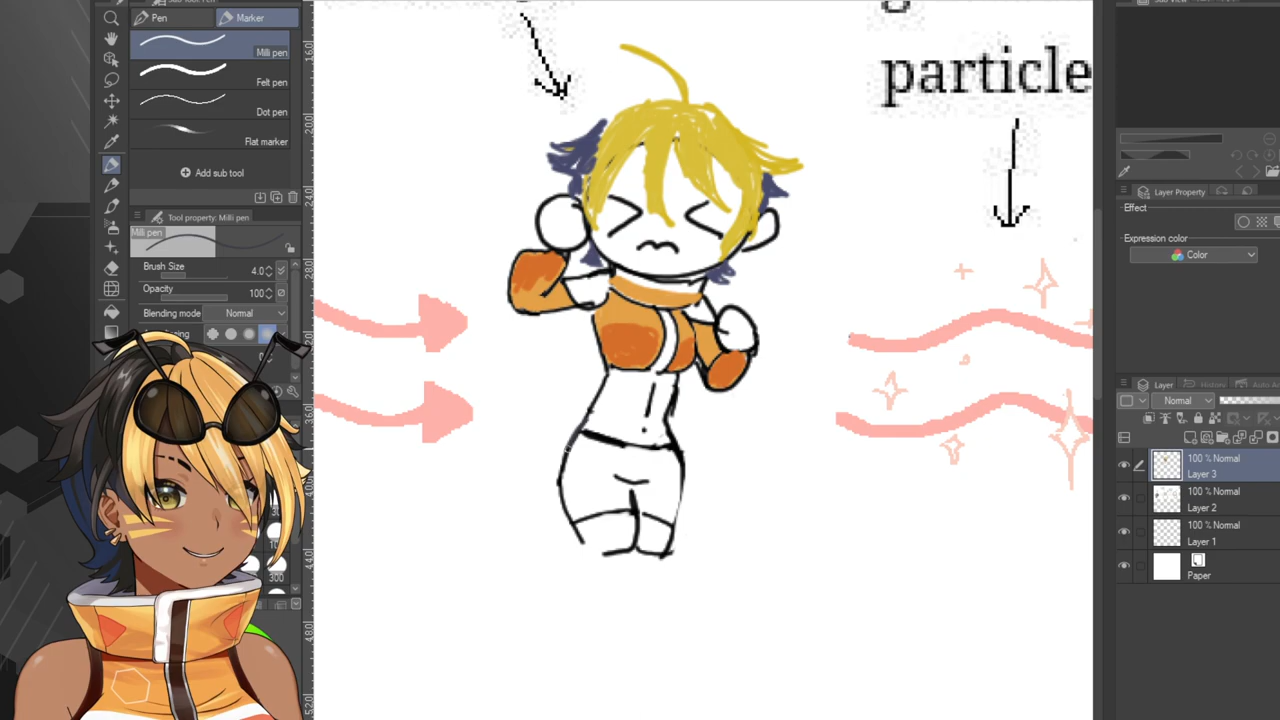 Pen
Marker
Milli pen
Felt pen
Dot pen
Flat marker
Add sub tool
Tool property: Milli pen
Milli pen
Brush Size 4.0
Opacity 100
Blending mode Normal
300
particle
Layer Property
Effect
Expression color
Color
Layer
Normal
100 % Normal
Layer 3
100 % Normal
Layer 2
100 % Normal
Layer 1
Paper